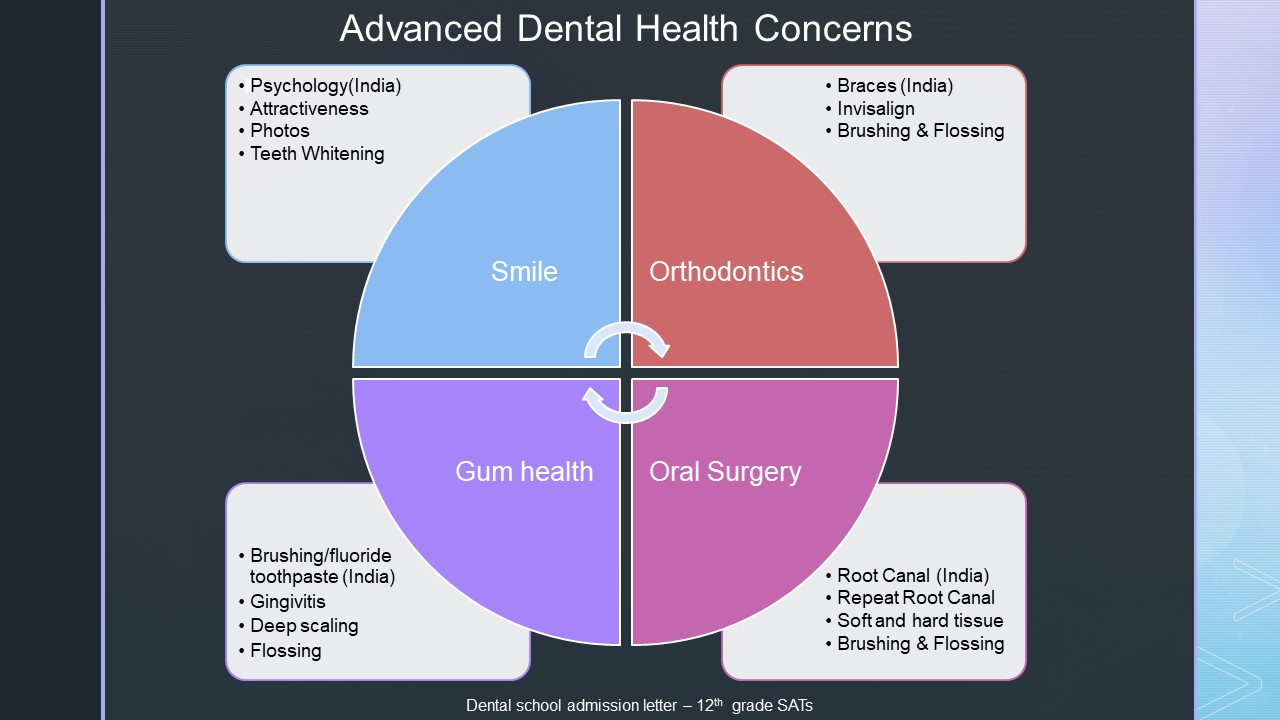 Advanced Dental Health Concerns
• Psychology(India)
• Attractiveness
• Photos
• Teeth Whitening
• Braces (India)
• Invisalign
• Brushing & Flossing
Smile
Orthodontics
Gum health
Oral Surgery
• Brushing/fluoride
toothpaste (India)
• Gingivitis
• Deep scaling
• Flossing
• Root Canal (India)
• Repeat Root Canal
• Soft and hard tissue
• Brushing & Flossing
Dental school admission letter – 12th grade SATs